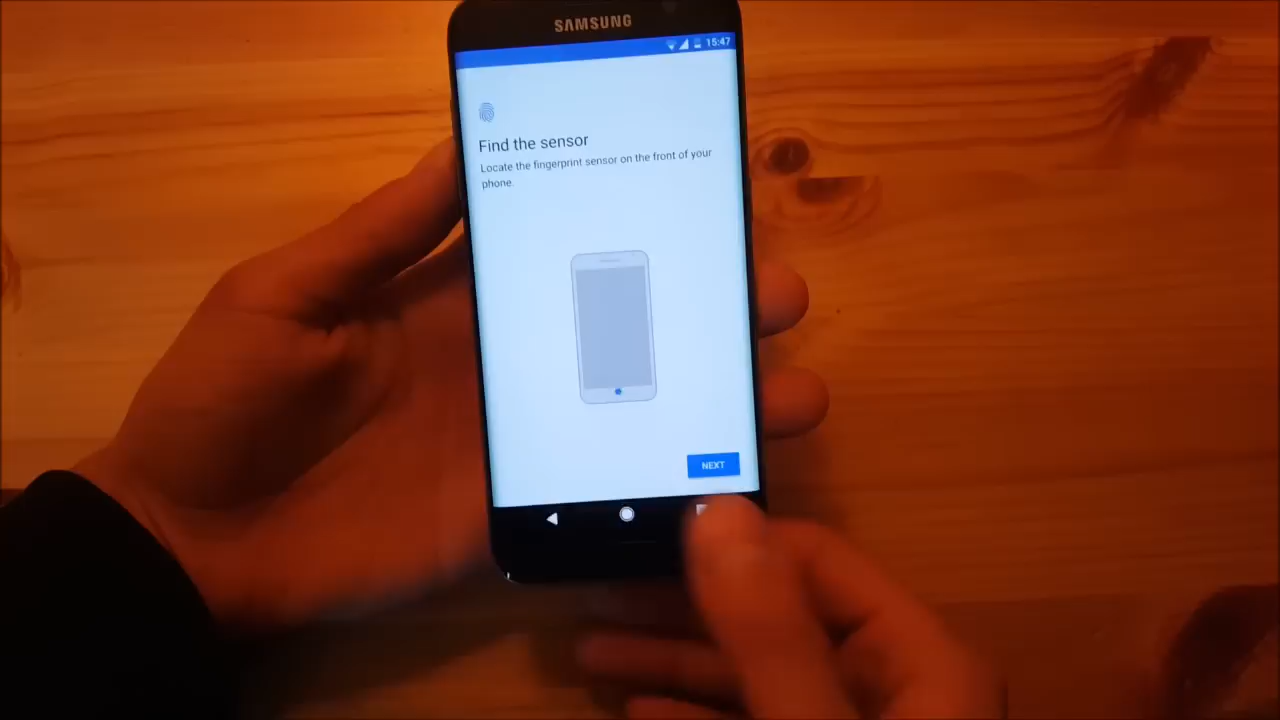 SAMSUNG
15:47
Find the sensor
Locate the fingerprint sensor on the front of your
phone.
NEXT